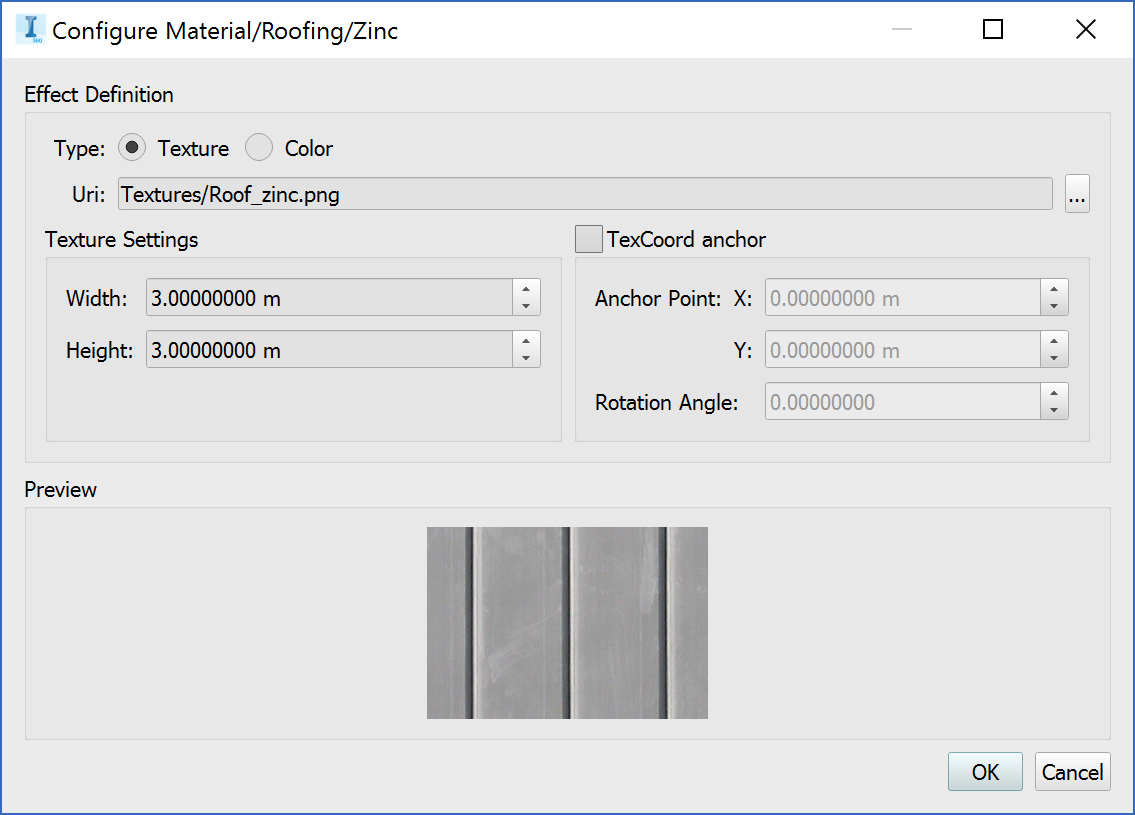 Configure Material/Roofing/Zinc
Effect Definition
Type: Texture Color
Uri: Textures/Roof_zinc.png ...
Texture Settings
Width: 3.00000000 m
Height: 3.00000000 m
TexCoord anchor
Anchor Point: X: 0.00000000 m
Y: 0.00000000 m
Rotation Angle: 0.00000000
Preview
OK Cancel